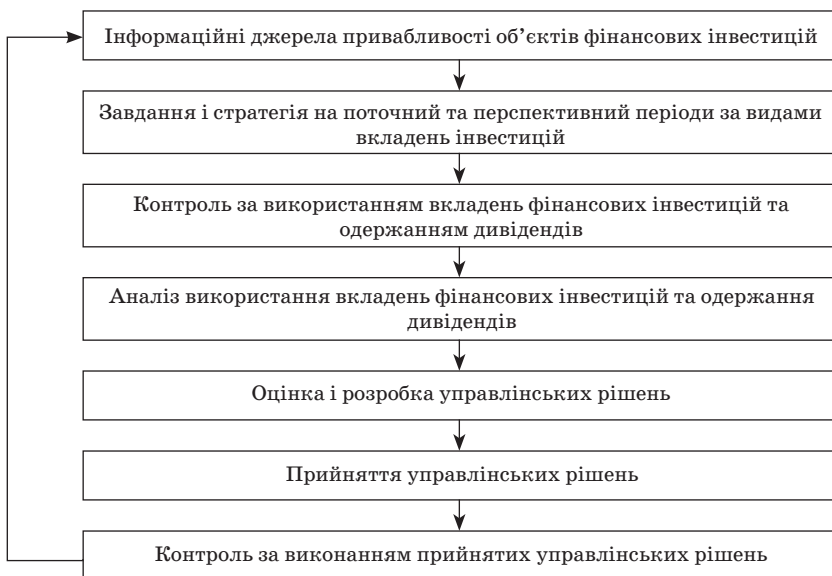 Інформаційні джерела привабливості об’єктів фінансових інвестицій
Завдання і стратегія на поточний та перспективний періоди за видами
вкладень інвестицій
Контроль за використанням вкладень фінансових інвестицій та
одержанням дивідендів
Аналіз використання вкладень фінансових інвестицій та одержання
дивідендів
Оцінка і розробка управлінських рішень
Прийняття управлінських рішень
Контроль за виконанням прийнятих управлінських рішень